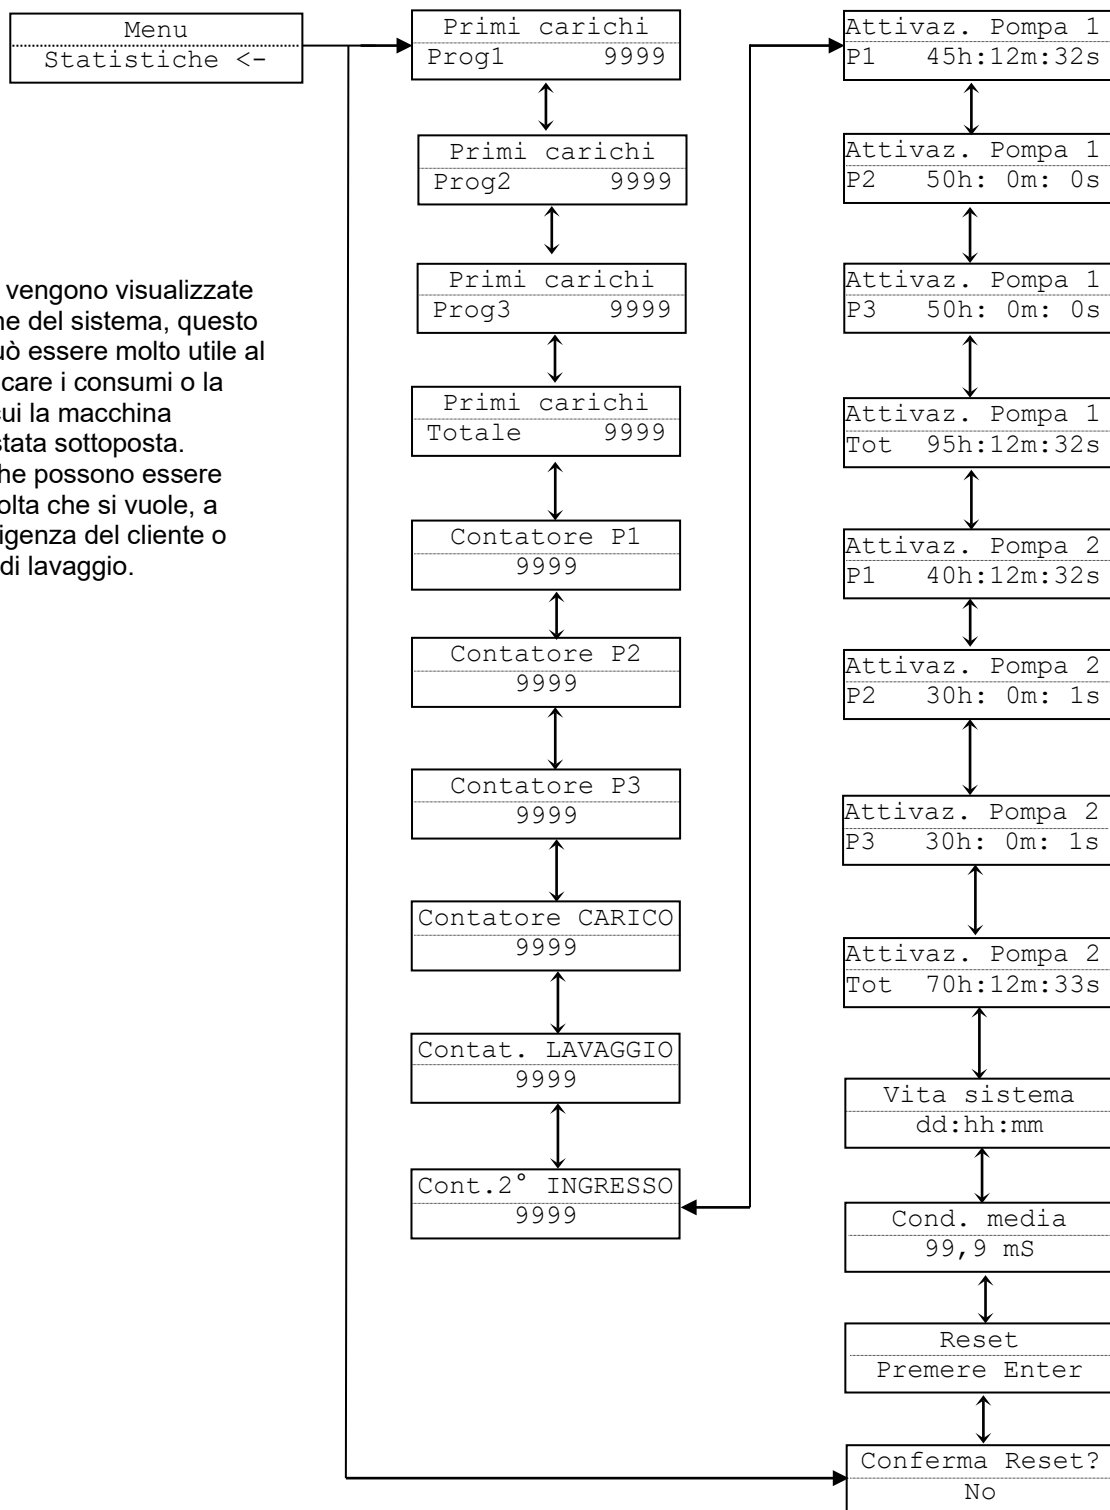 Menu
Statistiche <-
vengono visualizzate
ne del sistema, questo
uò essere molto utile al
care i consumi o la
cui la macchina
stata sottoposta.
he possono essere
olta che si vuole, a
igenza del cliente o
di lavaggio.
Primi carichi
Prog1 9999
Primi carichi
Prog2 9999
Primi carichi
Prog3 9999
Primi carichi
Totale 9999
Contatore P1
9999
Contatore P2
9999
Contatore P3
9999
Contatore CARICO
9999
Contat. LAVAGGIO
9999
Cont.2° INGRESSO
9999
Attivaz. Pompa 1
P1 45h:12m:32s
Attivaz. Pompa 1
P2 50h: 0m: 0s
Attivaz. Pompa 1
P3 50h: 0m: 0s
Attivaz. Pompa 1
Tot 95h:12m:32s
Attivaz. Pompa 2
P1 40h:12m:32s
Attivaz. Pompa 2
P2 30h: 0m: 1s
Attivaz. Pompa 2
P3 30h: 0m: 1s
Attivaz. Pompa 2
Tot 70h:12m:33s
Vita sistema
dd:hh:mm
Cond. media
99,9 mS
Reset
Premere Enter
Conferma Reset?
No